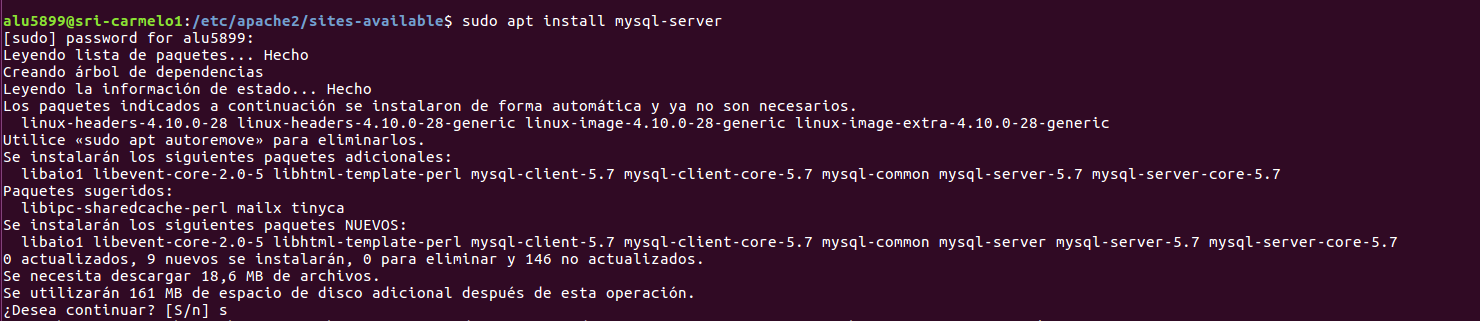 alu5899@sri-carmelo1:/etc/apache2/sites-available$ sudo apt install mysql-server
[sudo] password for alu5899:
Leyendo lista de paquetes... Hecho
Creando árbol de dependencias
Leyendo la información de estado... Hecho
Los paquetes indicados a continuación se instalaron de forma automática y ya no son necesarios.
  linux-headers-4.10.0-28 linux-headers-4.10.0-28-generic linux-image-4.10.0-28-generic linux-image-extra-4.10.0-28-generic
Utilice «sudo apt autoremove» para eliminarlos.
Se instalarán los siguientes paquetes adicionales:
  libaio1 libevent-core-2.0-5 libhtml-template-perl mysql-client-5.7 mysql-client-core-5.7 mysql-common mysql-server-5.7 mysql-server-core-5.7
Paquetes sugeridos:
  libipc-sharedcache-perl mailx tinyca
Se instalarán los siguientes paquetes NUEVOS:
  libaio1 libevent-core-2.0-5 libhtml-template-perl mysql-client-5.7 mysql-client-core-5.7 mysql-common mysql-server mysql-server-5.7 mysql-server-core-5.7
0 actualizados, 9 nuevos se instalarán, 0 para eliminar y 146 no actualizados.
Se necesita descargar 18,6 MB de archivos.
Se utilizarán 161 MB de espacio de disco adicional después de esta operación.
¿Desea continuar? [S/n] s